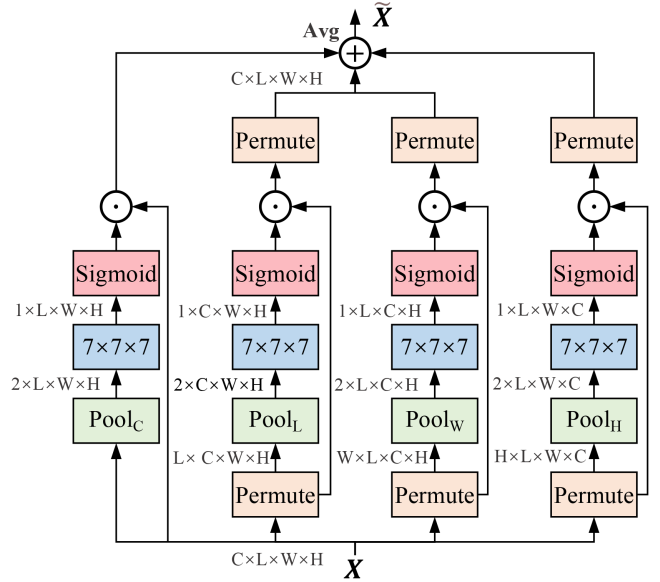 X̃
Avg
C×L×W×H
Permute Permute Permute
Sigmoid Sigmoid Sigmoid Sigmoid
1×L×W×H 1×C×W×H 1×L×C×H 1×L×W×C
7×7×7 7×7×7 7×7×7 7×7×7
2×L×W×H 2×C×W×H 2×L×C×H 2×L×W×C
Pool_C Pool_L Pool_W Pool_H
L× C×W×H W×L×C×H H×L×W×C
Permute Permute Permute
C×L×W×H
X